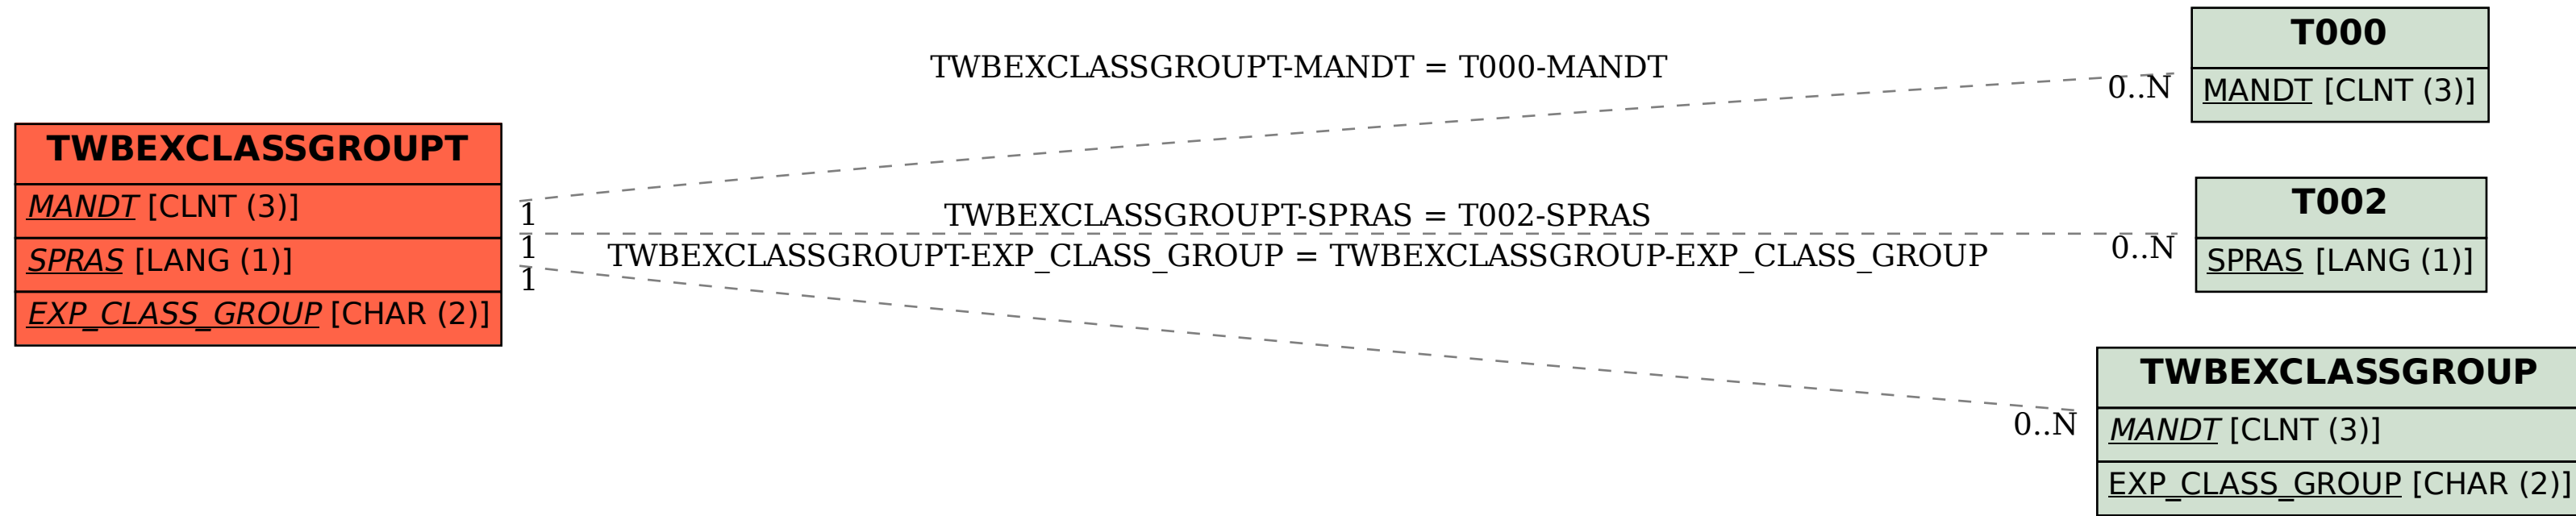 TWBEXCLASSGROUPT
MANDT [CLNT (3)]
SPRAS [LANG (1)]
EXP_CLASS_GROUP [CHAR (2)]
TWBEXCLASSGROUPT-MANDT = T000-MANDT
1
0..N
TWBEXCLASSGROUPT-SPRAS = T002-SPRAS
1
0..N
TWBEXCLASSGROUPT-EXP_CLASS_GROUP = TWBEXCLASSGROUP-EXP_CLASS_GROUP
1
0..N
T000
MANDT [CLNT (3)]
T002
SPRAS [LANG (1)]
TWBEXCLASSGROUP
MANDT [CLNT (3)]
EXP_CLASS_GROUP [CHAR (2)]